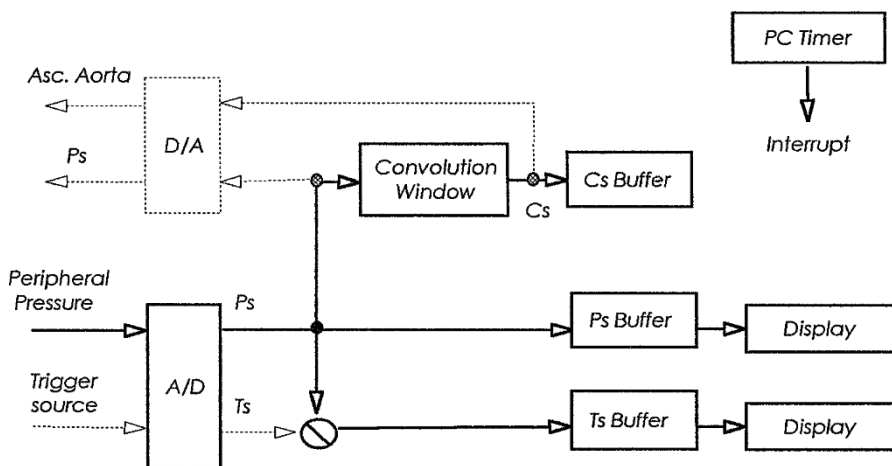 PC Timer
Interrupt
Asc. Aorta
Ps
D/A
Convolution
Window
Cs
Cs Buffer
Peripheral
Pressure
Trigger
source
A/D
Ps
Ts
Ps Buffer
Display
Ts Buffer
Display